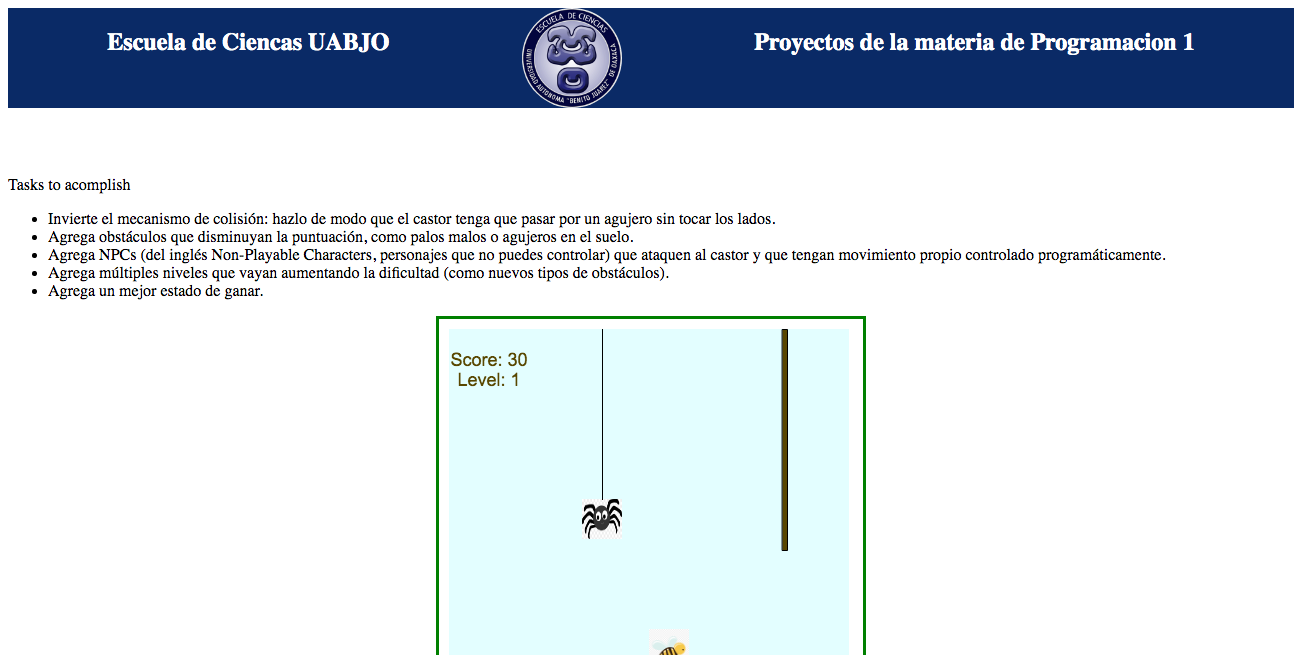 Escuela de Ciencas UABJO
ESCUELA DE CIENCIAS
UNIVERSIDAD AUTONOMA "BENITO JUAREZ" DE OAXACA
Proyectos de la materia de Programacion 1
Tasks to acomplish
• Invierte el mecanismo de colisión: hazlo de modo que el castor tenga que pasar por un agujero sin tocar los lados.
• Agrega obstáculos que disminuyan la puntuación, como palos malos o agujeros en el suelo.
• Agrega NPCs (del inglés Non-Playable Characters, personajes que no puedes controlar) que ataquen al castor y que tengan movimiento propio controlado programáticamente.
• Agrega múltiples niveles que vayan aumentando la dificultad (como nuevos tipos de obstáculos).
• Agrega un mejor estado de ganar.
Score: 30
Level: 1